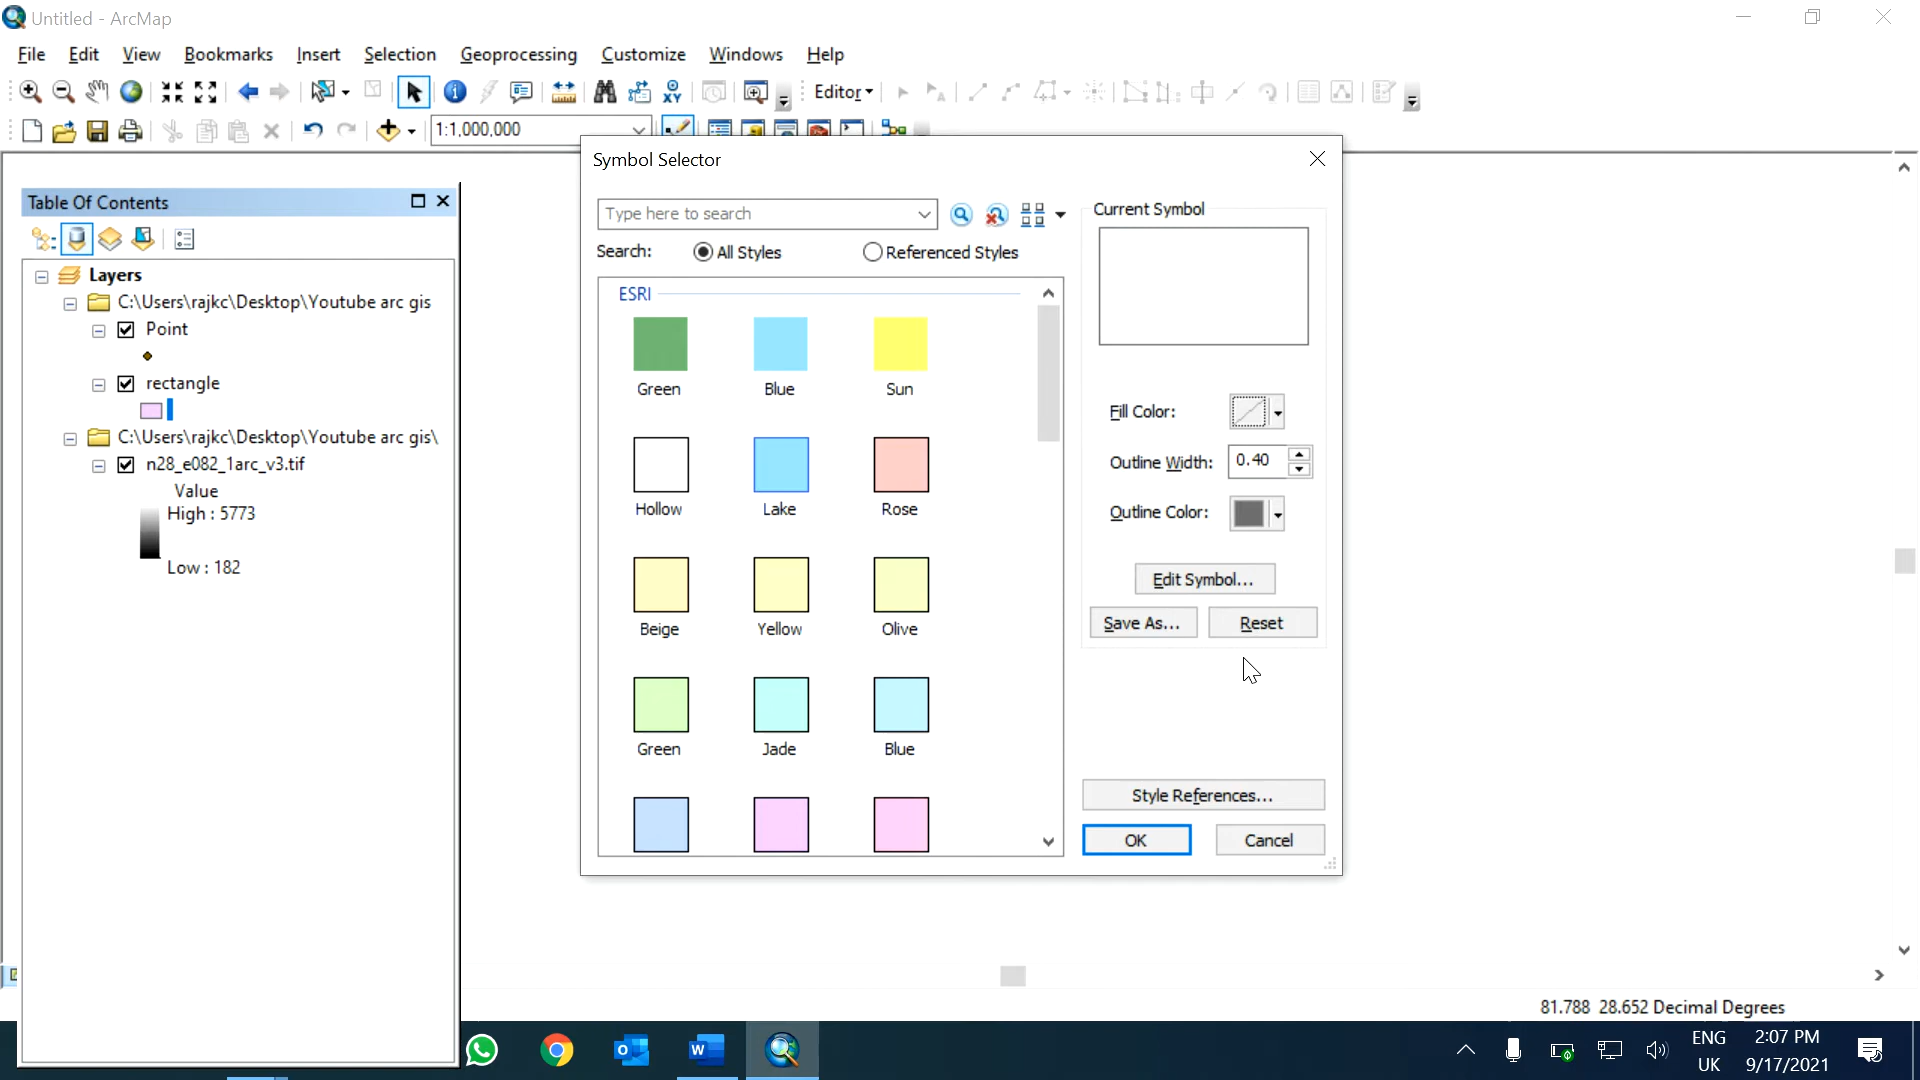 Untitled - ArcMap
File Edit View Bookmarks Insert Selection Geoprocessing Customize Windows Help
Editor
1:1,000,000
Symbol Selector
Table Of Contents
Type here to search
Current Symbol
Search: All Styles Referenced Styles
Layers
ESRI
C:\Users\rajkc\Desktop\Youtube arc gis
Point
rectangle
Green Blue Sun
Fill Color:
C:\Users\rajkc\Desktop\Youtube arc gis\
n28_e082_1arc_v3.tif
Outline Width: 0.40
Value
High : 5773
Hollow Lake Rose
Outline Color:
Low : 182
Edit Symbol...
Save As... Reset
Beige Yellow Olive
Green Jade Blue
Style References...
OK Cancel
81.788 28.652 Decimal Degrees
ENG
UK
2:07 PM
9/17/2021